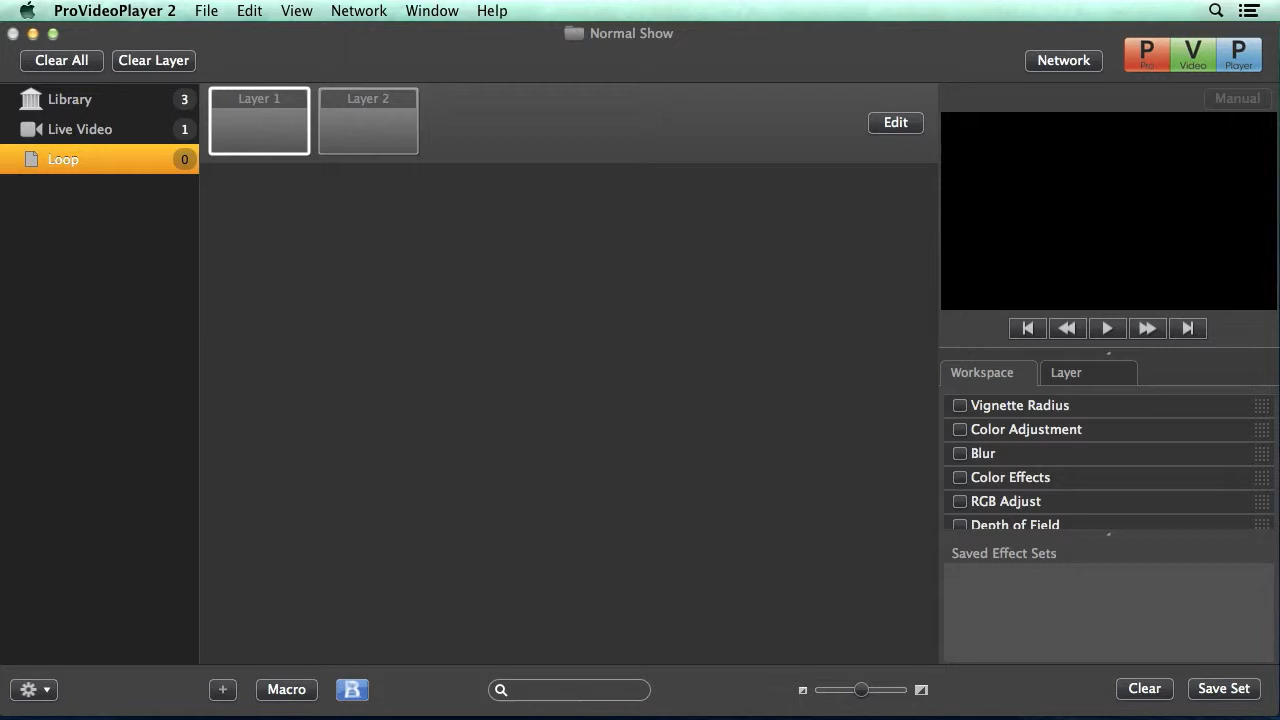 ProVideoPlayer 2 File Edit View Network Window Help
Normal Show
Clear All Clear Layer Network P Pro V Video P Player
Library 3
Live Video 1
Loop 0
Layer 1 Layer 2 Edit
Manual
Workspace Layer
Vignette Radius
Color Adjustment
Blur
Color Effects
RGB Adjust
Depth of Field
Saved Effect Sets
+ Macro B Clear Save Set